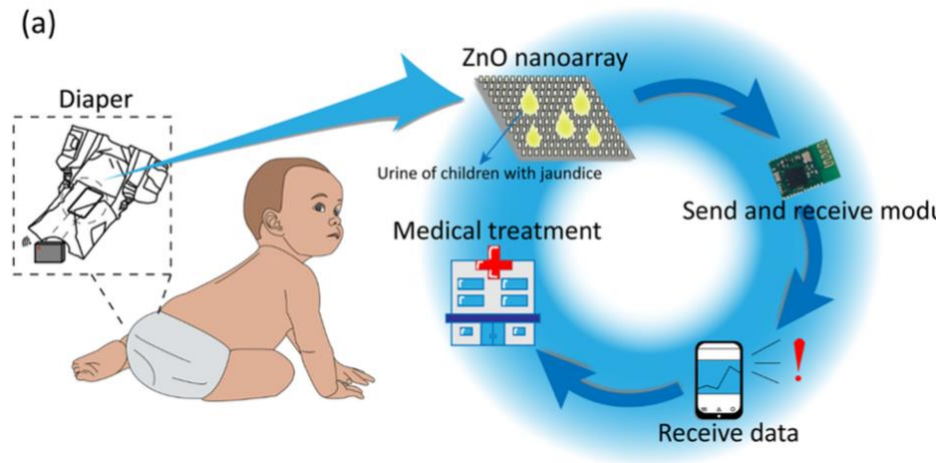 (a)
Diaper
ZnO nanoarray
Urine of children with jaundice
Send and receive modu
Medical treatment
Receive data